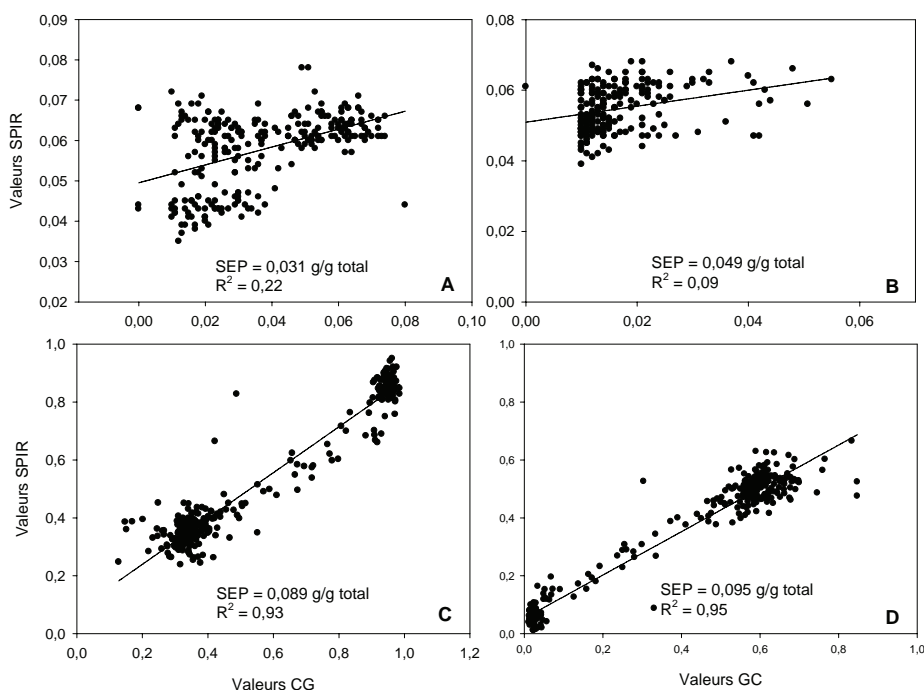 0,09
0,08
0,07
0,06
0,05
0,04
0,03
0,02
Valeurs SPIR
0,00 0,02 0,04 0,06 0,08 0,10
SEP = 0,031 g/g total
R² = 0,22
A
0,08
0,06
0,04
0,02
0,00
0,00 0,02 0,04 0,06
SEP = 0,049 g/g total
R² = 0,09
B
1,0
0,8
0,6
0,4
0,2
0,0
Valeurs SPIR
0,0 0,2 0,4 0,6 0,8 1,0 1,2
SEP = 0,089 g/g total
R² = 0,93
C
Valeurs CG
1,0
0,8
0,6
0,4
0,2
0,0
0,0 0,2 0,4 0,6 0,8 1,0
SEP = 0,095 g/g total
R² = 0,95
D
Valeurs GC